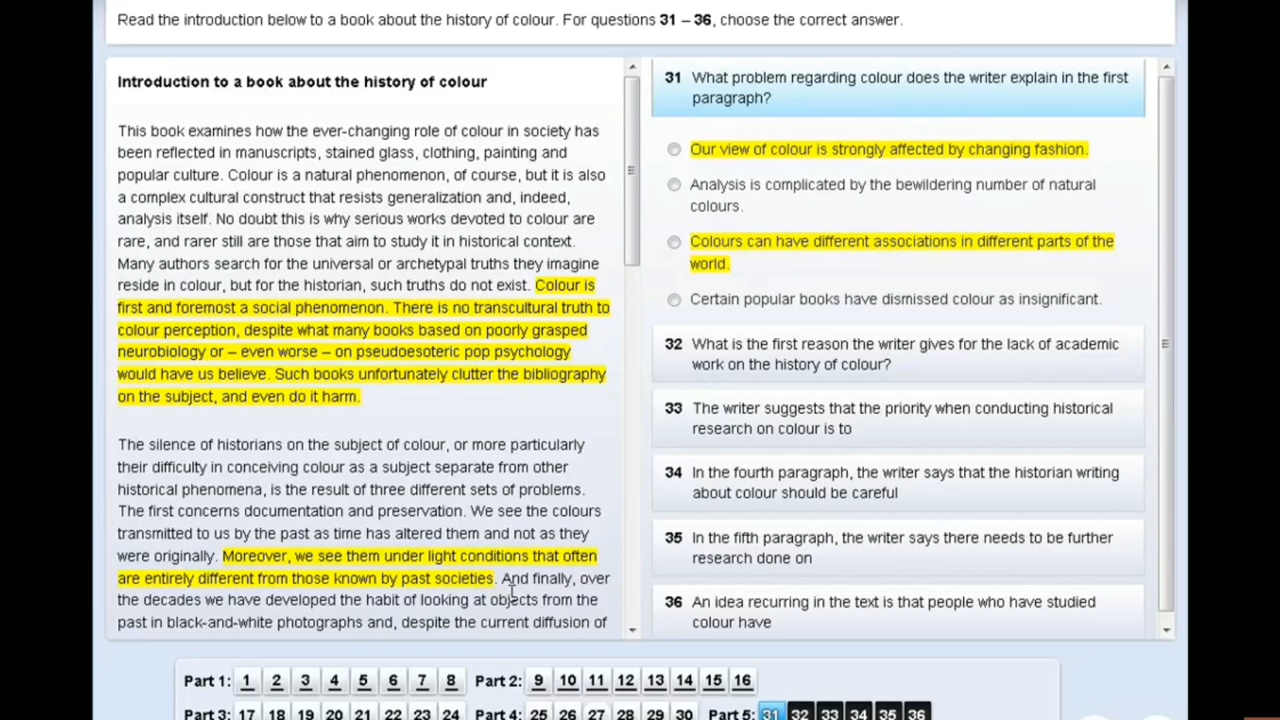 Read the introduction below to a book about the history of colour. For questions 31 – 36, choose the correct answer.
Introduction to a book about the history of colour
This book examines how the ever-changing role of colour in society has
been reflected in manuscripts, stained glass, clothing, painting and
popular culture. Colour is a natural phenomenon, of course, but it is also
a complex cultural construct that resists generalization and, indeed,
analysis itself. No doubt this is why serious works devoted to colour are
rare, and rarer still are those that aim to study it in historical context.
Many authors search for the universal or archetypal truths they imagine
reside in colour, but for the historian, such truths do not exist. Colour is
first and foremost a social phenomenon. There is no transcultural truth to
colour perception, despite what many books based on poorly grasped
neurobiology or – even worse – on pseudoesoteric pop psychology
would have us believe. Such books unfortunately clutter the bibliography
on the subject, and even do it harm.
The silence of historians on the subject of colour, or more particularly
their difficulty in conceiving colour as a subject separate from other
historical phenomena, is the result of three different sets of problems.
The first concerns documentation and preservation. We see the colours
transmitted to us by the past as time has altered them and not as they
were originally. Moreover, we see them under light conditions that often
are entirely different from those known by past societies. And finally, over
the decades we have developed the habit of looking at objects from the
past in black-and-white photographs and, despite the current diffusion of
31 What problem regarding colour does the writer explain in the first
paragraph?
Our view of colour is strongly affected by changing fashion.
Analysis is complicated by the bewildering number of natural
colours.
Colours can have different associations in different parts of the
world.
Certain popular books have dismissed colour as insignificant.
32 What is the first reason the writer gives for the lack of academic
work on the history of colour?
33 The writer suggests that the priority when conducting historical
research on colour is to
34 In the fourth paragraph, the writer says that the historian writing
about colour should be careful
35 In the fifth paragraph, the writer says there needs to be further
research done on
36 An idea recurring in the text is that people who have studied
colour have
Part 1: 1 2 3 4 5 6 7 8 Part 2: 9 10 11 12 13 14 15 16
Part 3: 17 18 19 20 21 22 23 24 Part 4: 25 26 27 28 29 30 Part 5: 31 32 33 34 35 36